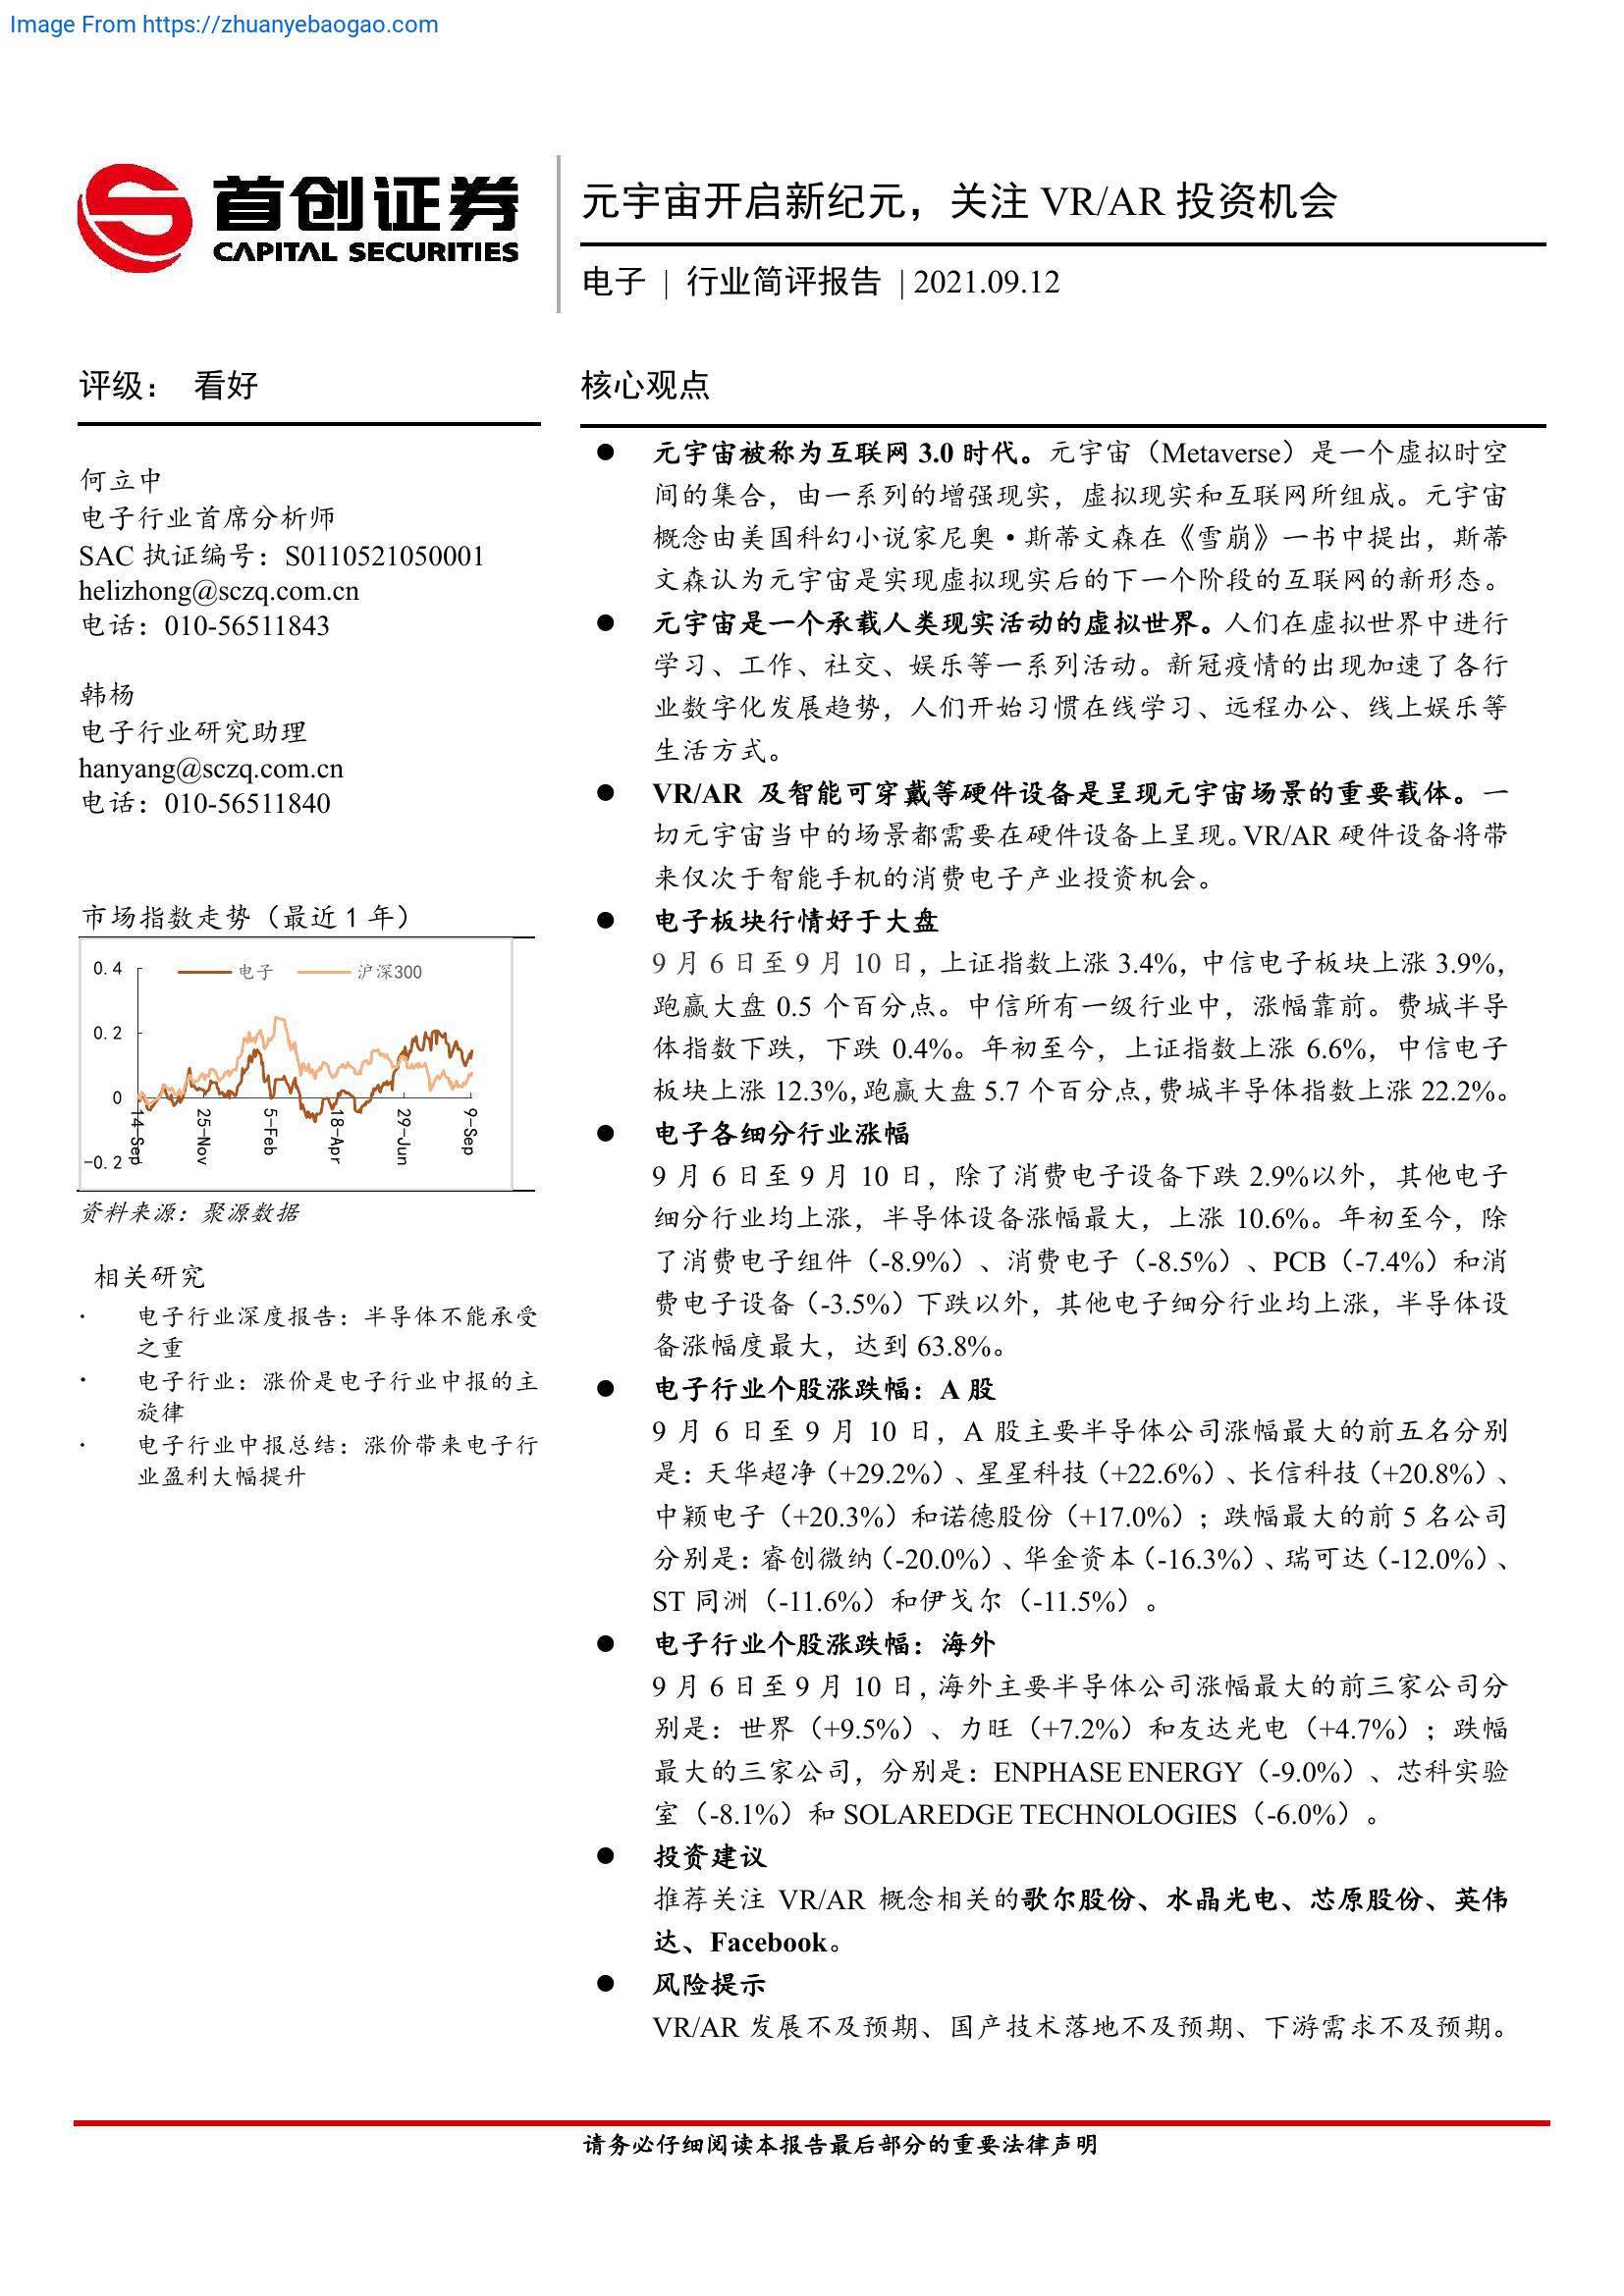 Image From https://zhuanyebaogao.com
首创证券
CAPITAL SECURITIES
元宇宙开启新纪元，关注 VR/AR 投资机会
电子 | 行业简评报告 | 2021.09.12
评级： 看好
何立中
电子行业首席分析师
SAC 执证编号：S0110521050001
helizhong@sczq.com.cn
电话：010-56511843
韩杨
电子行业研究助理
hanyang@sczq.com.cn
电话：010-56511840
市场指数走势（最近 1 年）
电子 沪深300
0.4
0.2
0
-0.2
14-Sep 25-Nov 5-Feb 18-Apr 29-Jun 9-Sep
资料来源：聚源数据
相关研究
· 电子行业深度报告：半导体不能承受
之重
· 电子行业：涨价是电子行业中报的主
旋律
· 电子行业中报总结：涨价带来电子行
业盈利大幅提升
核心观点
● 元宇宙被称为互联网 3.0 时代。元宇宙（Metaverse）是一个虚拟时空
间的集合，由一系列的增强现实，虚拟现实和互联网所组成。元宇宙
概念由美国科幻小说家尼奥·斯蒂文森在《雪崩》一书中提出，斯蒂
文森认为元宇宙是实现虚拟现实后的下一个阶段的互联网的新形态。
● 元宇宙是一个承载人类现实活动的虚拟世界。人们在虚拟世界中进行
学习、工作、社交、娱乐等一系列活动。新冠疫情的出现加速了各行
业数字化发展趋势，人们开始习惯在线学习、远程办公、线上娱乐等
生活方式。
● VR/AR 及智能可穿戴等硬件设备是呈现元宇宙场景的重要载体。一
切元宇宙当中的场景都需要在硬件设备上呈现。VR/AR 硬件设备将带
来仅次于智能手机的消费电子产业投资机会。
● 电子板块行情好于大盘
9 月 6 日至 9 月 10 日，上证指数上涨 3.4%，中信电子板块上涨 3.9%，
跑赢大盘 0.5 个百分点。中信所有一级行业中，涨幅靠前。费城半导
体指数下跌，下跌 0.4%。年初至今，上证指数上涨 6.6%，中信电子
板块上涨 12.3%，跑赢大盘 5.7 个百分点，费城半导体指数上涨 22.2%。
● 电子各细分行业涨幅
9 月 6 日至 9 月 10 日，除了消费电子设备下跌 2.9%以外，其他电子
细分行业均上涨，半导体设备涨幅最大，上涨 10.6%。年初至今，除
了消费电子组件（-8.9%）、消费电子（-8.5%）、PCB（-7.4%）和消
费电子设备（-3.5%）下跌以外，其他电子细分行业均上涨，半导体设
备涨幅度最大，达到 63.8%。
● 电子行业个股涨跌幅：A 股
9 月 6 日至 9 月 10 日，A 股主要半导体公司涨幅最大的前五名分别
是：天华超净（+29.2%）、星星科技（+22.6%）、长信科技（+20.8%）、
中颖电子（+20.3%）和诺德股份（+17.0%）；跌幅最大的前 5 名公司
分别是：睿创微纳（-20.0%）、华金资本（-16.3%）、瑞可达（-12.0%）、
ST 同洲（-11.6%）和伊戈尔（-11.5%）。
● 电子行业个股涨跌幅：海外
9 月 6 日至 9 月 10 日，海外主要半导体公司涨幅最大的前三家公司分
别是：世界（+9.5%）、力旺（+7.2%）和友达光电（+4.7%）；跌幅
最大的三家公司，分别是：ENPHASE ENERGY（-9.0%）、芯科实验
室（-8.1%）和 SOLAREDGE TECHNOLOGIES（-6.0%）。
● 投资建议
推荐关注 VR/AR 概念相关的歌尔股份、水晶光电、芯原股份、英伟
达、Facebook。
● 风险提示
VR/AR 发展不及预期、国产技术落地不及预期、下游需求不及预期。
请务必仔细阅读本报告最后部分的重要法律声明